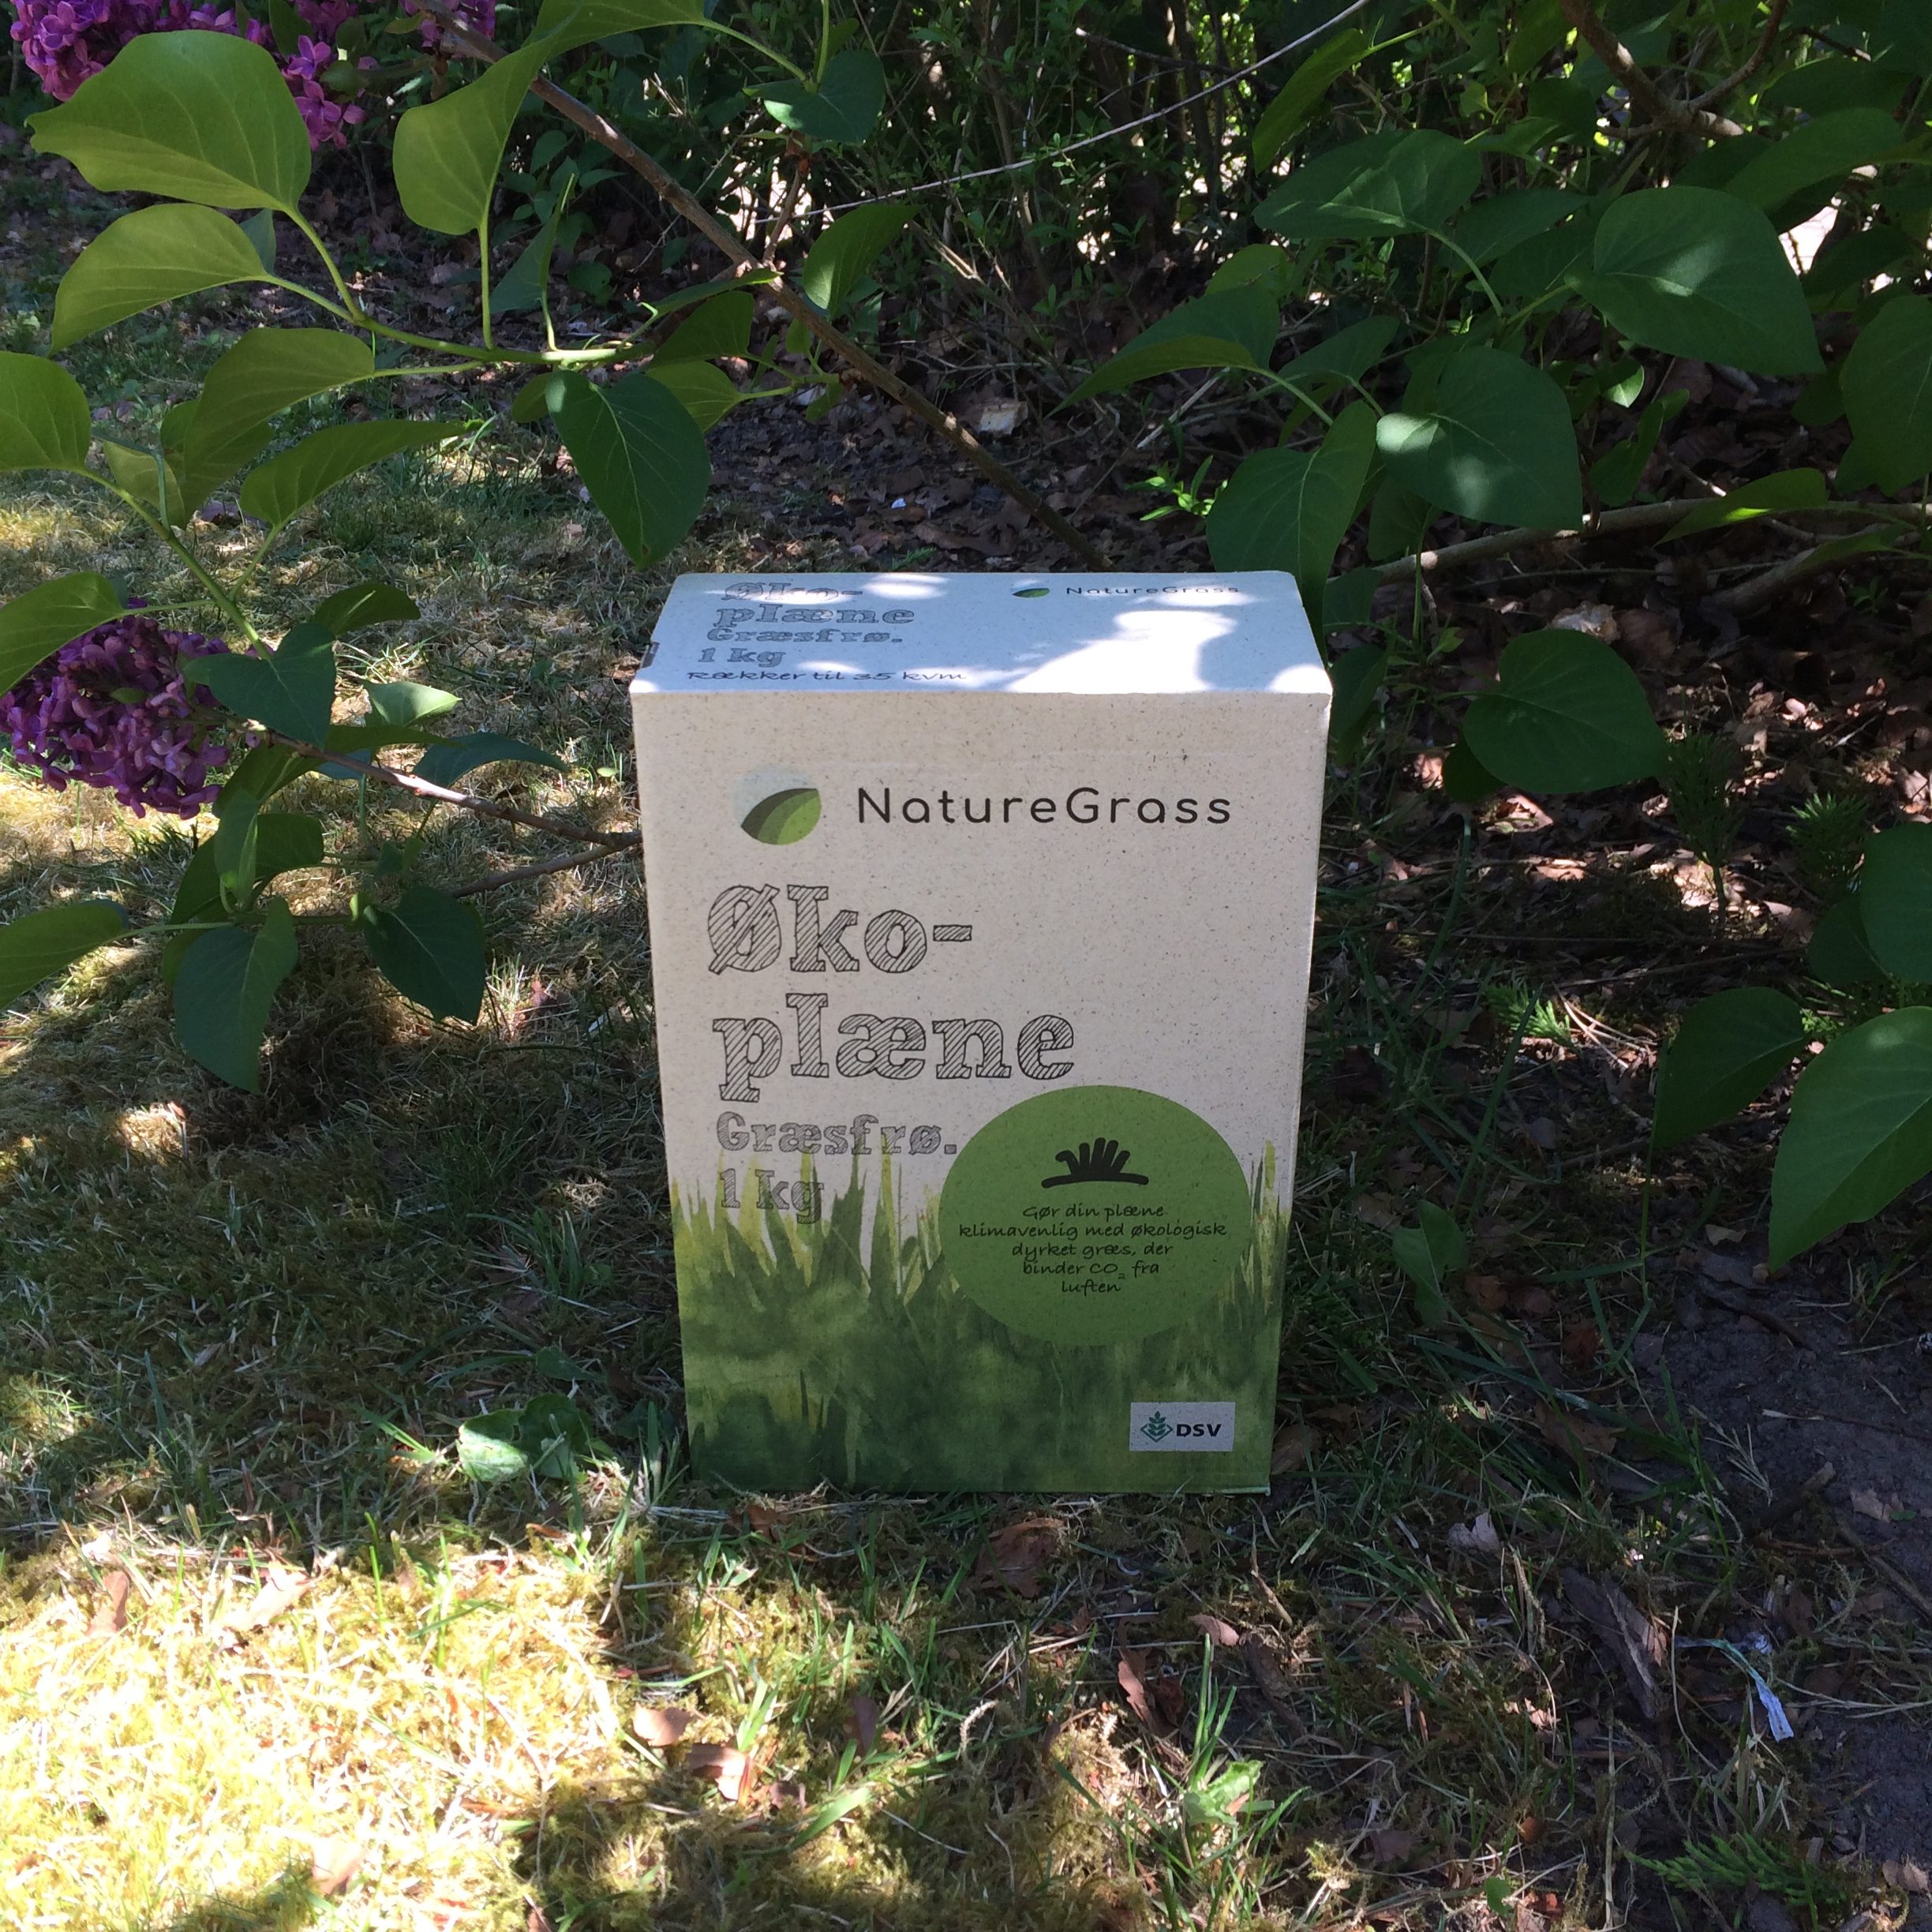 Øko-
plæne
Græsfrø.
1 kg
Rækker til 35 kvm
NatureGrass
NatureGrass
Øko-
plæne
Græsfrø.
1 kg
Gør din plæne
klimavenlig med økologisk
dyrket græs, der
binder CO₂ fra
luften
DSV